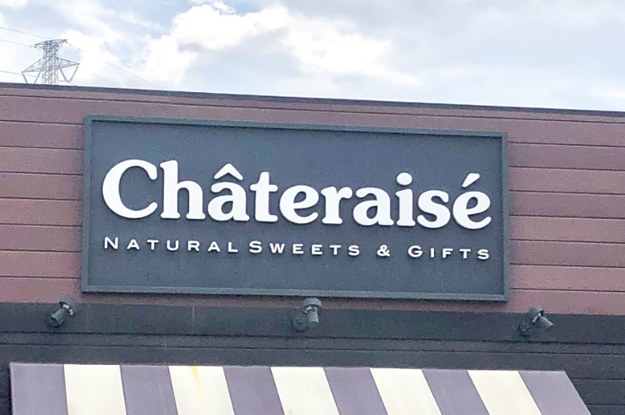 Châteraisé
NATURAL SWEETS & GIFTS